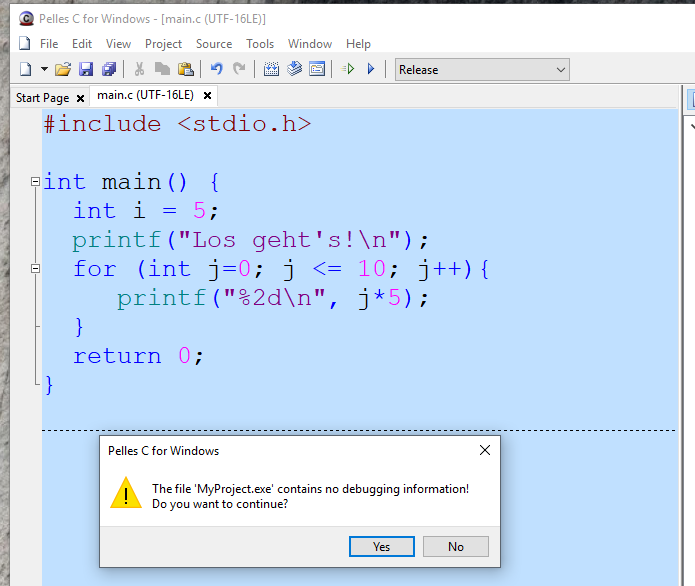 Pelles C for Windows - [main.c (UTF-16LE)]
File Edit View Project Source Tools Window Help
Release
Start Page main.c (UTF-16LE)
#include <stdio.h>
int main() {
int i = 5;
printf("Los geht's!\n");
for (int j=0; j <= 10; j++){
printf("%2d\n", j*5);
}
return 0;
}
Pelles C for Windows
The file 'MyProject.exe' contains no debugging information!
Do you want to continue?
Yes No